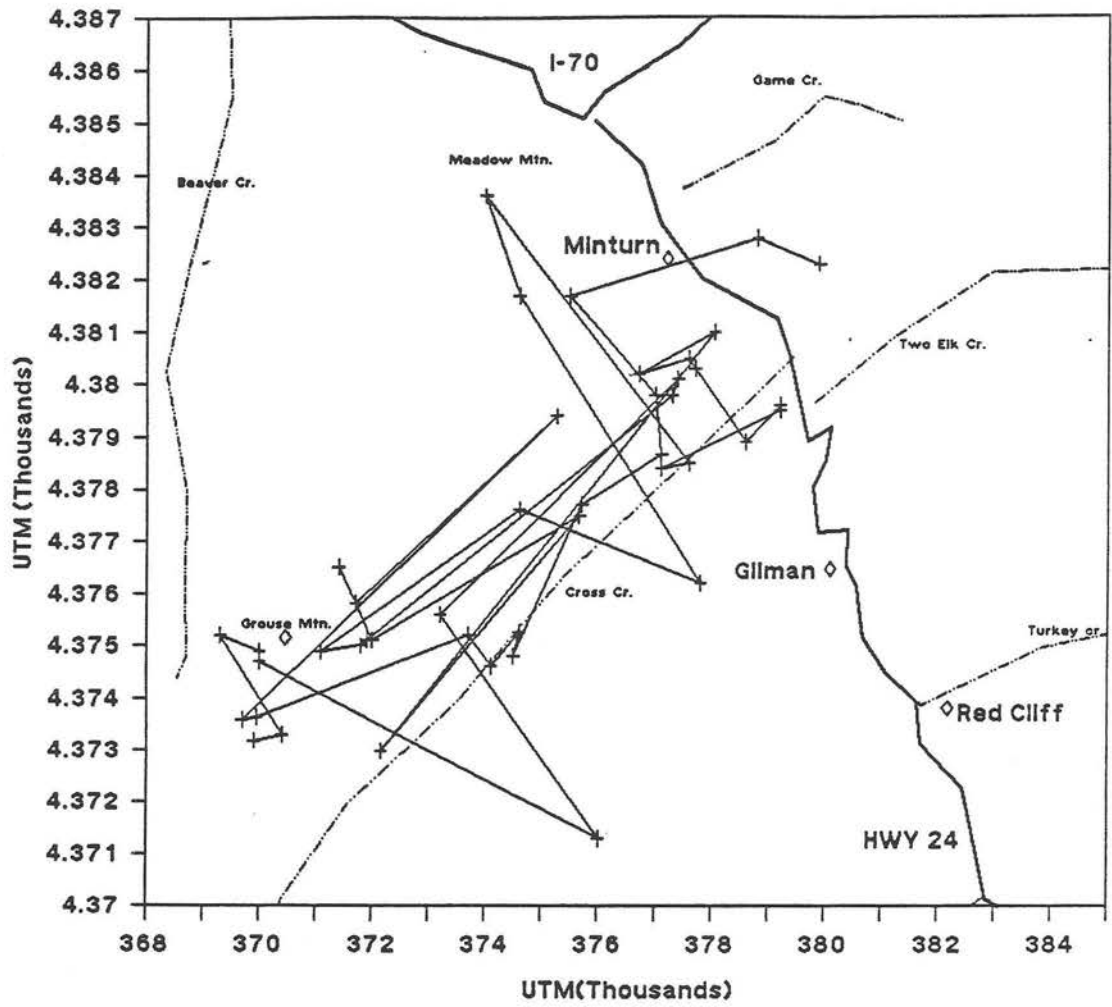 4.387
4.386
4.385
4.384
4.383
4.382
4.381
4.38
4.379
4.378
4.377
4.376
4.375
4.374
4.373
4.372
4.371
4.37
UTM (Thousands)
I-70
Game Cr.
Meadow Mtn.
Beaver Cr.
Minturn
Two Elk Cr.
Gilman
Cross Cr.
Grouse Mtn.
Turkey cr.
Red Cliff
HWY 24
368 370 372 374 376 378 380 382 384
UTM(Thousands)